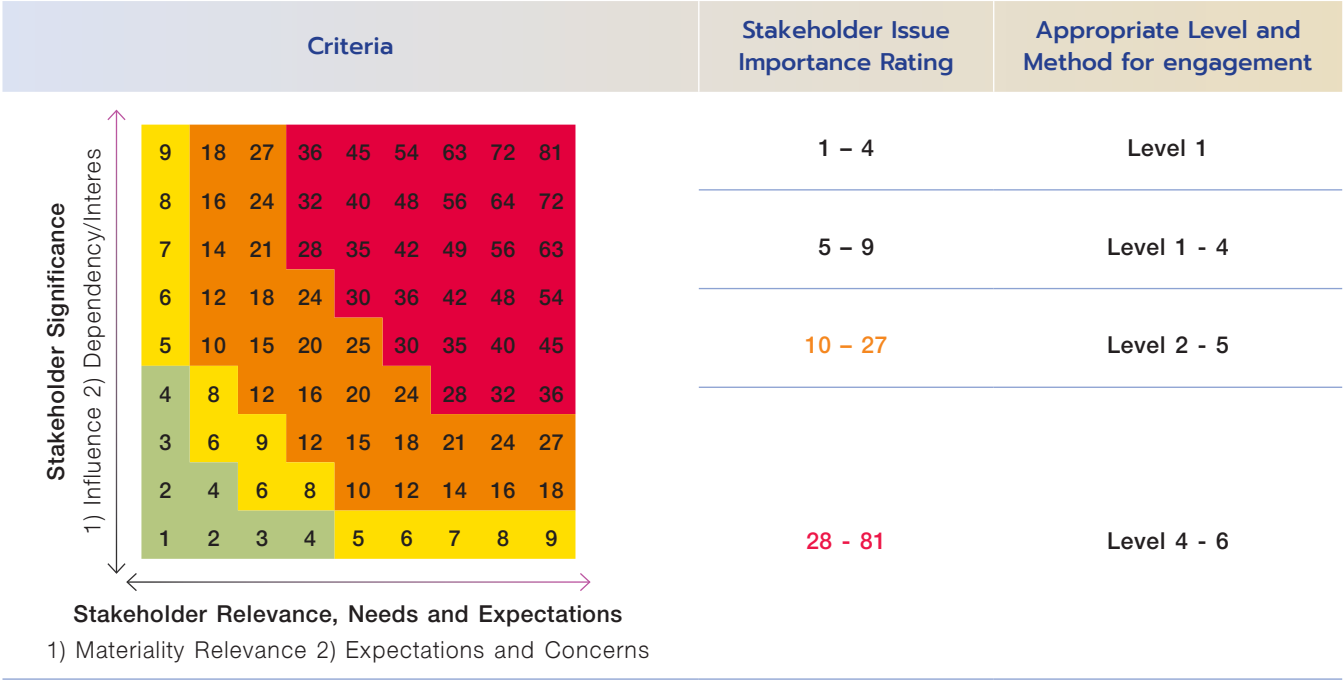 Criteria
Stakeholder Issue
Importance Rating
Appropriate Level and
Method for engagement
Stakeholder Significance
1) Influence 2) Dependency/Interes
9 18 27 36 45 54 63 72 81
8 16 24 32 40 48 56 64 72
7 14 21 28 35 42 49 56 63
6 12 18 24 30 36 42 48 54
5 10 15 20 25 30 35 40 45
4 8 12 16 20 24 28 32 36
3 6 9 12 15 18 21 24 27
2 4 6 8 10 12 14 16 18
1 2 3 4 5 6 7 8 9
Stakeholder Relevance, Needs and Expectations
1) Materiality Relevance 2) Expectations and Concerns
1 – 4 Level 1
5 – 9 Level 1 - 4
10 – 27 Level 2 - 5
28 - 81 Level 4 - 6